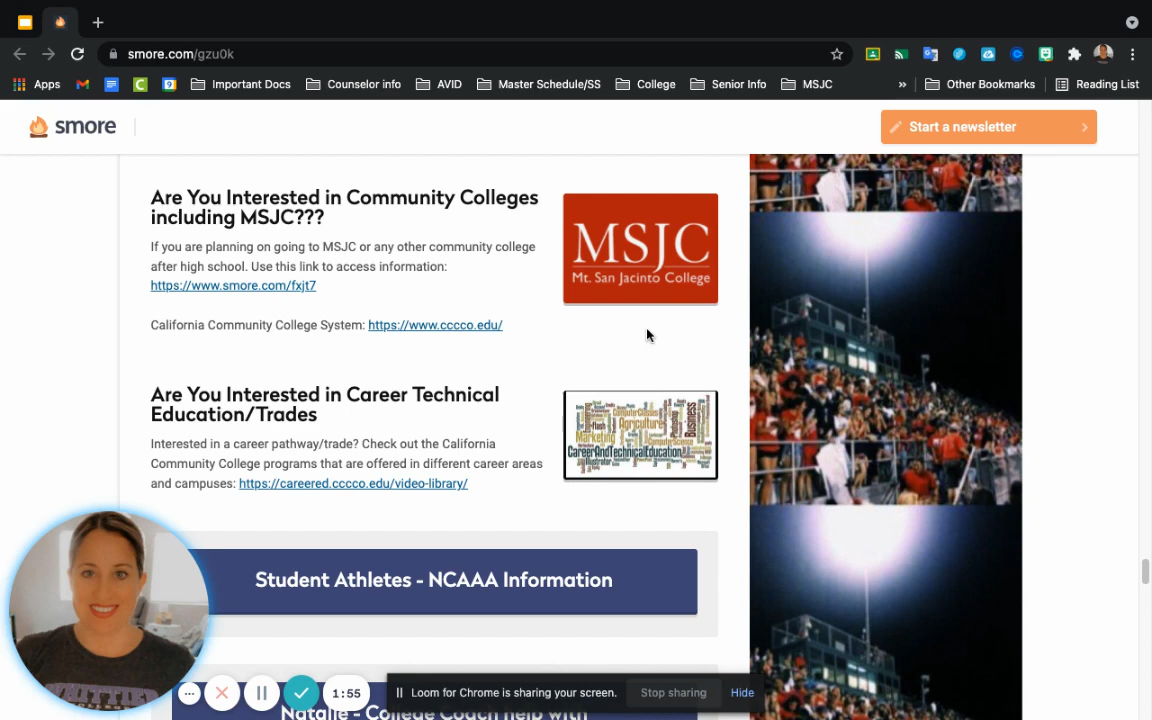 smore.com/gzu0k
Apps
Important Docs
Counselor info
AVID
Master Schedule/SS
College
Senior Info
MSJC
»
Other Bookmarks
Reading List
smore
Start a newsletter
Are You Interested in Community Colleges
including MSJC???
If you are planning on going to MSJC or any other community college
after high school. Use this link to access information:
https://www.smore.com/fxjt7
California Community College System: https://www.cccco.edu/
MSJC
Mt. San Jacinto College
Are You Interested in Career Technical
Education/Trades
Interested in a career pathway/trade? Check out the California
Community College programs that are offered in different career areas
and campuses: https://careered.cccco.edu/video-library/
Agriculture
Marketing
Business
CareerAndTechnicalEducation
Student Athletes - NCAAA Information
1:55
Loom for Chrome is sharing your screen.
Stop sharing
Hide
Natalie - College Coach help with